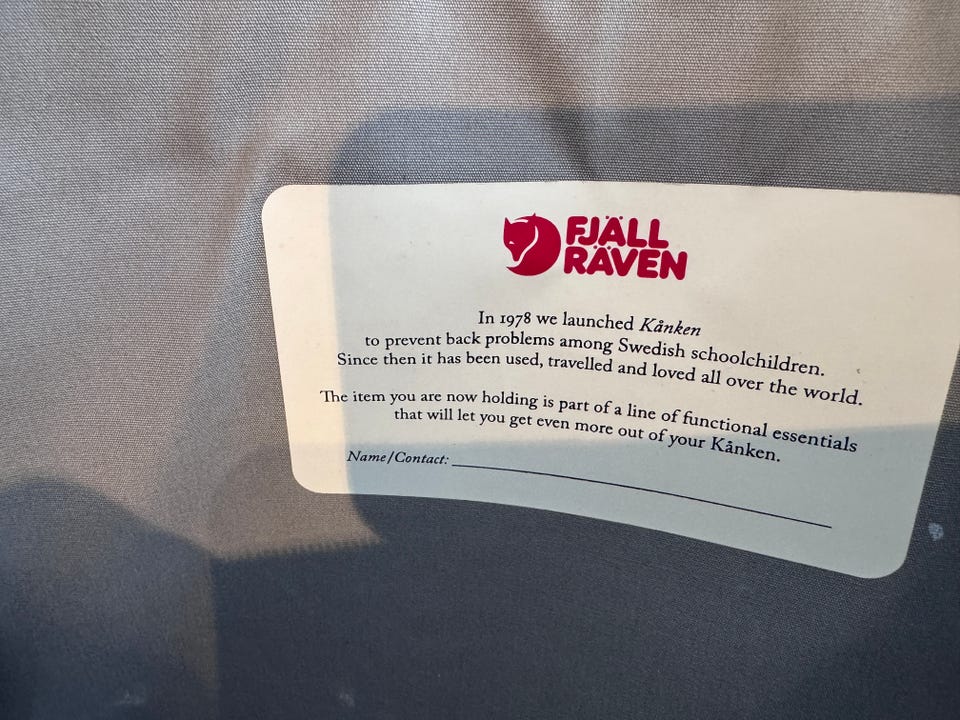 FJÄLL
RÄVEN
In 1978 we launched Kånken
to prevent back problems among Swedish schoolchildren.
Since then it has been used, travelled and loved all over the world.
The item you are now holding is part of a line of functional essentials
that will let you get even more out of your Kånken.
Name/Contact: